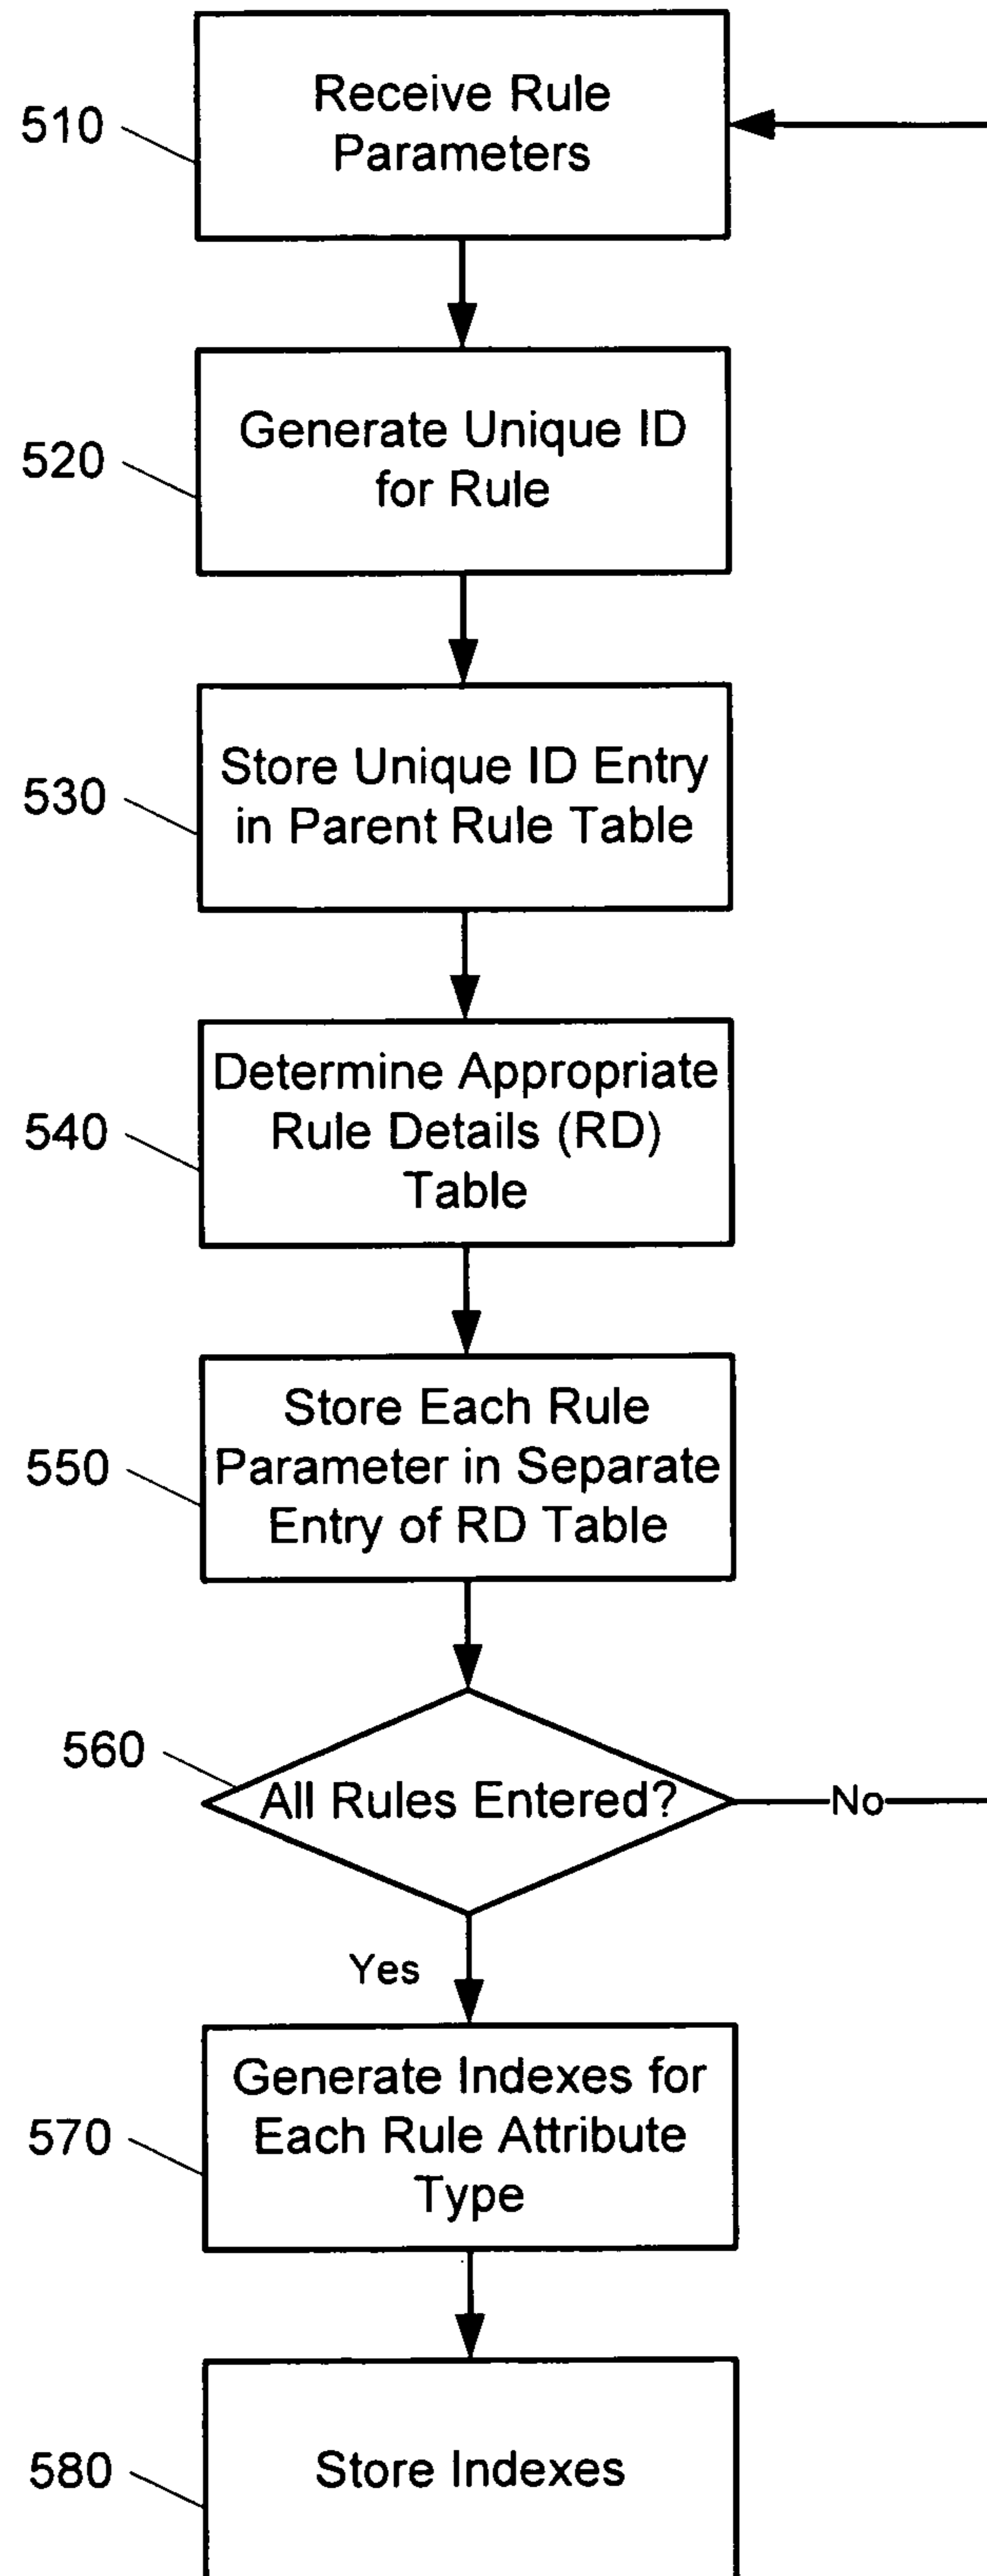 510
Receive Rule
Parameters
520
Generate Unique ID
for Rule
530
Store Unique ID Entry
in Parent Rule Table
540
Determine Appropriate
Rule Details (RD)
Table
550
Store Each Rule
Parameter in Separate
Entry of RD Table
560
All Rules Entered?
No
Yes
570
Generate Indexes for
Each Rule Attribute
Type
580
Store Indexes